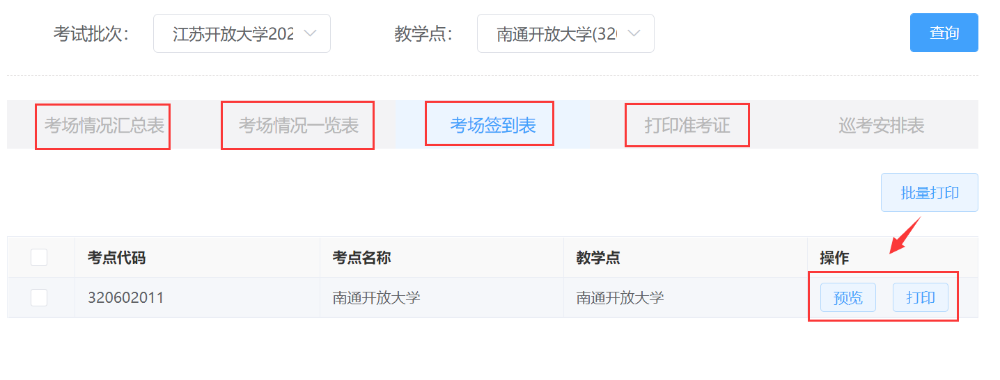 考试批次： 江苏开放大学202 教学点： 南通开放大学(320 查询
考场情况汇总表 考场情况一览表 考场签到表 打印准考证 巡考安排表
批量打印
考点代码 考点名称 教学点 操作
320602011 南通开放大学 南通开放大学 预览 打印